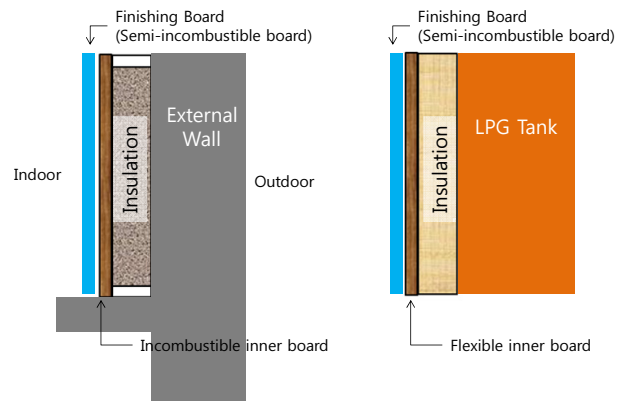 Finishing Board
(Semi-incombustible board)
External
Wall
Insulation
Indoor
Outdoor
Incombustible inner board
Finishing Board
(Semi-incombustible board)
LPG Tank
Insulation
Flexible inner board